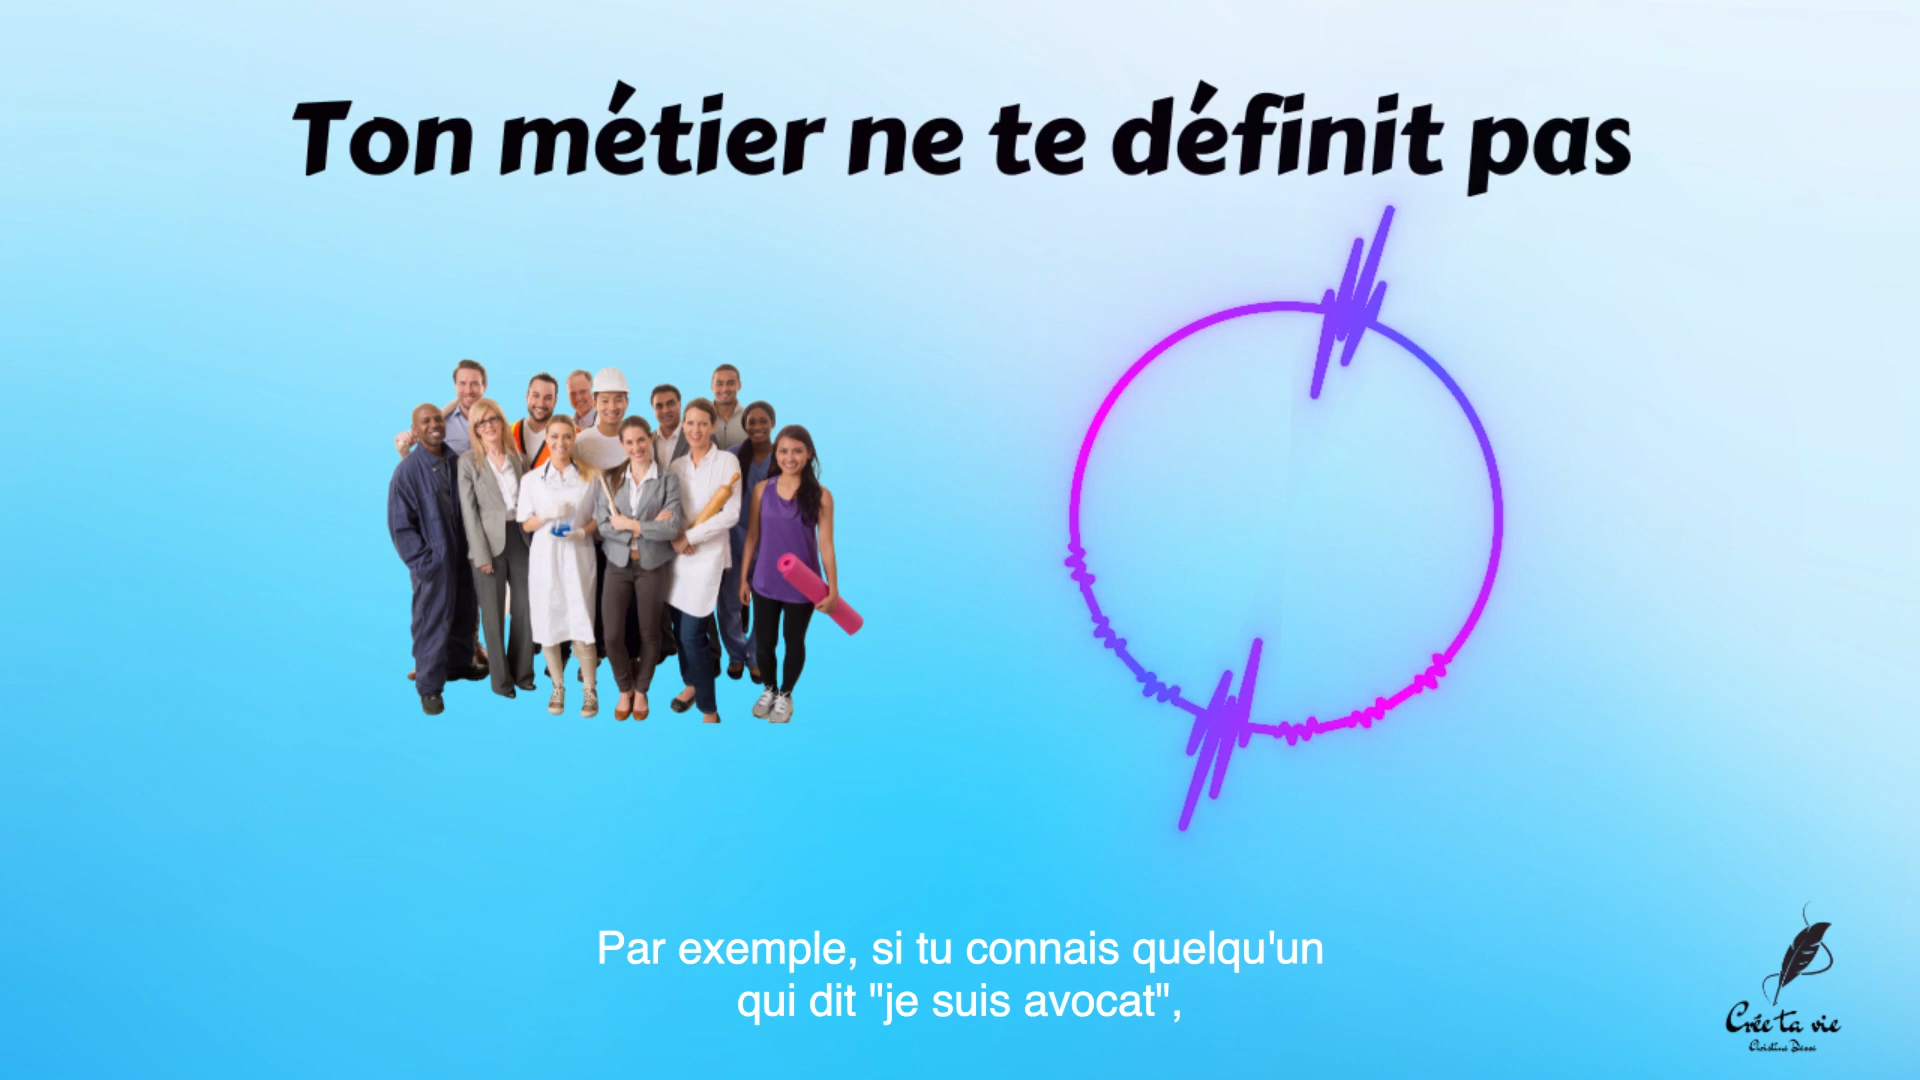 Ton métier ne te définit pas
Par exemple, si tu connais quelqu'un
qui dit "je suis avocat",
Crée ta vie